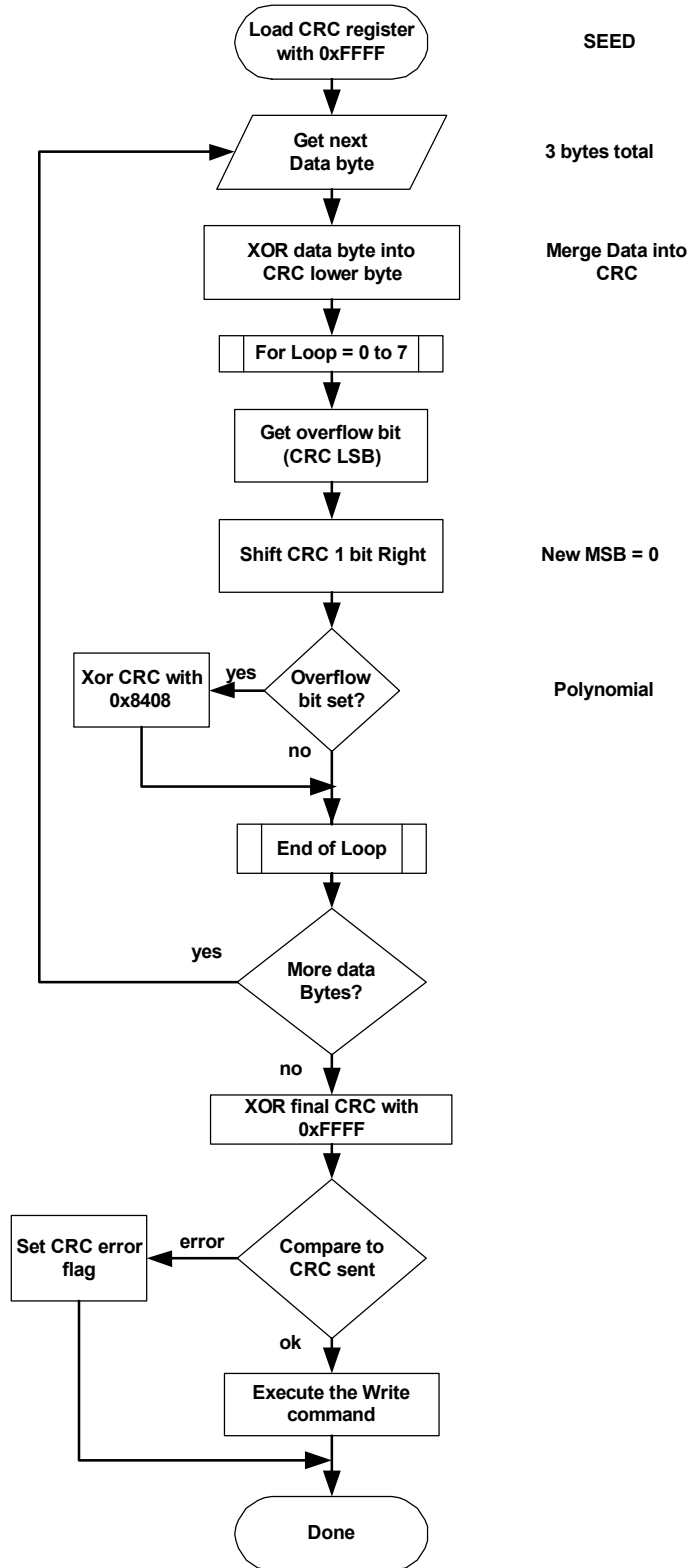 Load CRC register
with 0xFFFF
SEED
Get next
Data byte
3 bytes total
XOR data byte into
CRC lower byte
Merge Data into
CRC
For Loop = 0 to 7
Get overflow bit
(CRC LSB)
Shift CRC 1 bit Right
New MSB = 0
Xor CRC with
0x8408
yes
Overflow
bit set?
Polynomial
no
End of Loop
yes
More data
Bytes?
no
XOR final CRC with
0xFFFF
Set CRC error
flag
error
Compare to
CRC sent
ok
Execute the Write
command
Done